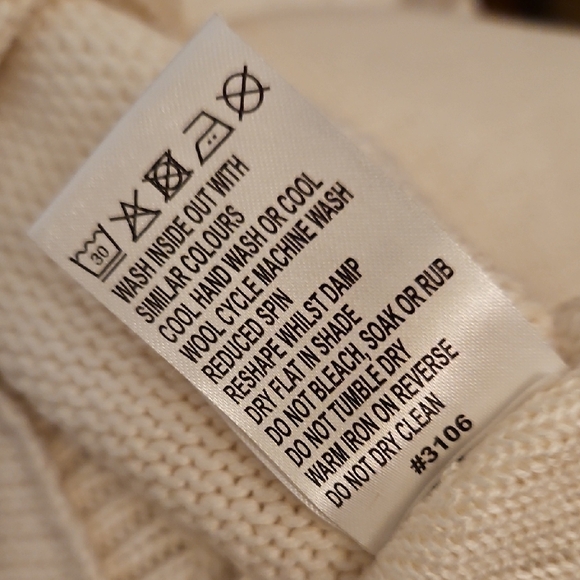 30
WASH INSIDE OUT WITH
SIMILAR COLOURS
COOL HAND WASH OR COOL
WOOL CYCLE MACHINE WASH
REDUCED SPIN
RESHAPE WHILST DAMP
DRY FLAT IN SHADE
DO NOT BLEACH, SOAK OR RUB
DO NOT TUMBLE DRY
WARM IRON ON REVERSE
DO NOT DRY CLEAN
#3106